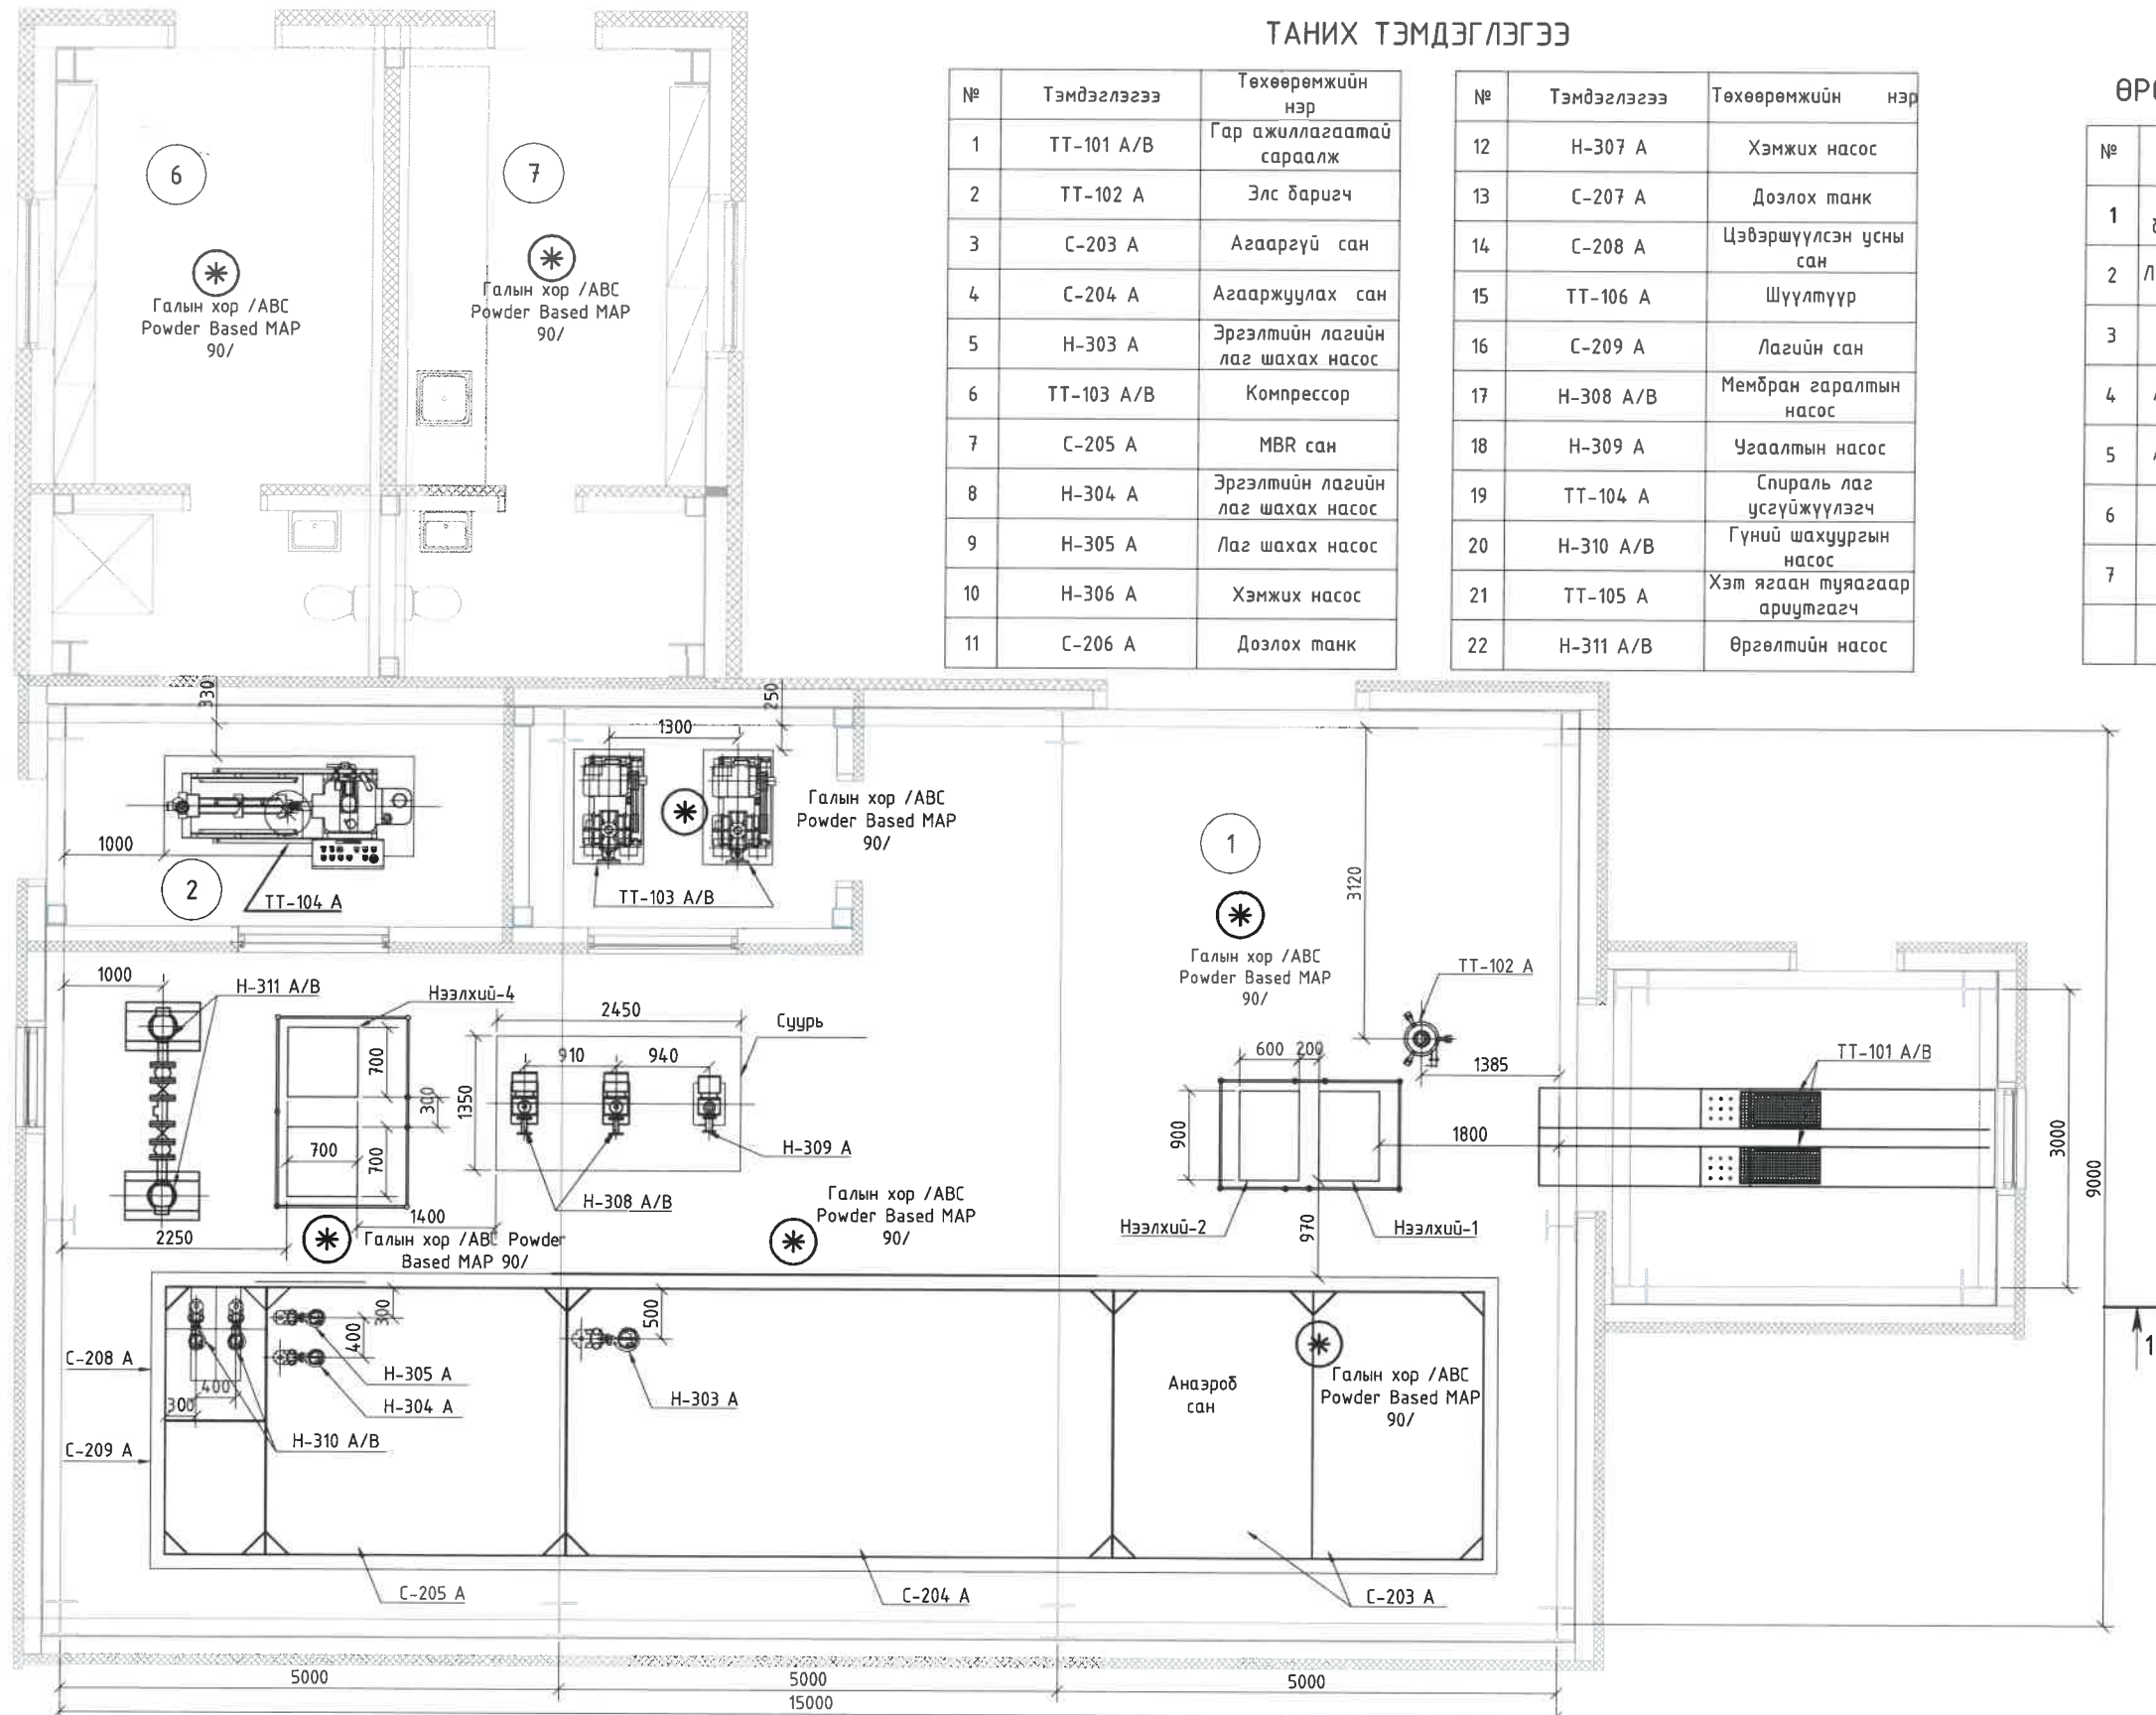 ТАНИХ ТЭМДЭГЛЭГЭЭ
№ Тэмдэглэгээ Төхөөрөмжийн нэр
1 ТТ-101 А/В Гар ажиллагаатай сараалж
2 ТТ-102 А Элс баригч
3 С-203 А Агааргүй сан
4 С-204 А Агааржуулах сан
5 Н-303 А Эргэлтийн лагийн лаг шахах насос
6 ТТ-103 А/В Компрессор
7 С-205 А MBR сан
8 Н-304 А Эргэлтийн лагийн лаг шахах насос
9 Н-305 А Лаг шахах насос
10 Н-306 А Хэмжих насос
11 С-206 А Дозлох танк
№ Тэмдэглэгээ Төхөөрөмжийн нэр
12 Н-307 А Хэмжих насос
13 С-207 А Дозлох танк
14 С-208 А Цэвэршүүлсэн усны сан
15 ТТ-106 А Шүүлтүүр
16 С-209 А Лагийн сан
17 Н-308 А/В Мембран гаралтын насос
18 Н-309 А Угаалтын насос
19 ТТ-104 А Спираль лаг усгүйжүүлэгч
20 Н-310 А/В Гүний шахуургын насос
21 ТТ-105 А Хэт ягаан туяагаар ариутгагч
22 Н-311 А/В Өргөлтийн насос
№
1
2
3
4
5
6
7
6
7
Галын хор /ABC
Powder Based MAP
90/
Галын хор /ABC
Powder Based MAP
90/
330
1300
250
Галын хор /ABC
Powder Based MAP
90/
1000
2
ТТ-104 А
ТТ-103 А/В
1
3120
Галын хор /ABC
Powder Based MAP
90/
ТТ-102 А
1000
Н-311 А/В
Нээлхий-4
2450
Суурь
910
940
700
300
1350
600
200
1385
ТТ-101 А/В
700
700
Н-309 А
900
1800
3000
9000
Н-308 А/В
1400
2250
Галын хор /ABC Powder
Based MAP 90/
Галын хор /ABC
Powder Based MAP
90/
Нээлхий-2
970
Нээлхий-1
300
400
500
1
С-208 А
400
300
Н-305 А
Н-304 А
Н-303 А
Н-310 А/В
С-209 А
Анаэроб
сан
Галын хор /ABC
Powder Based MAP
90/
С-205 А
С-204 А
С-203 А
5000
5000
5000
15000